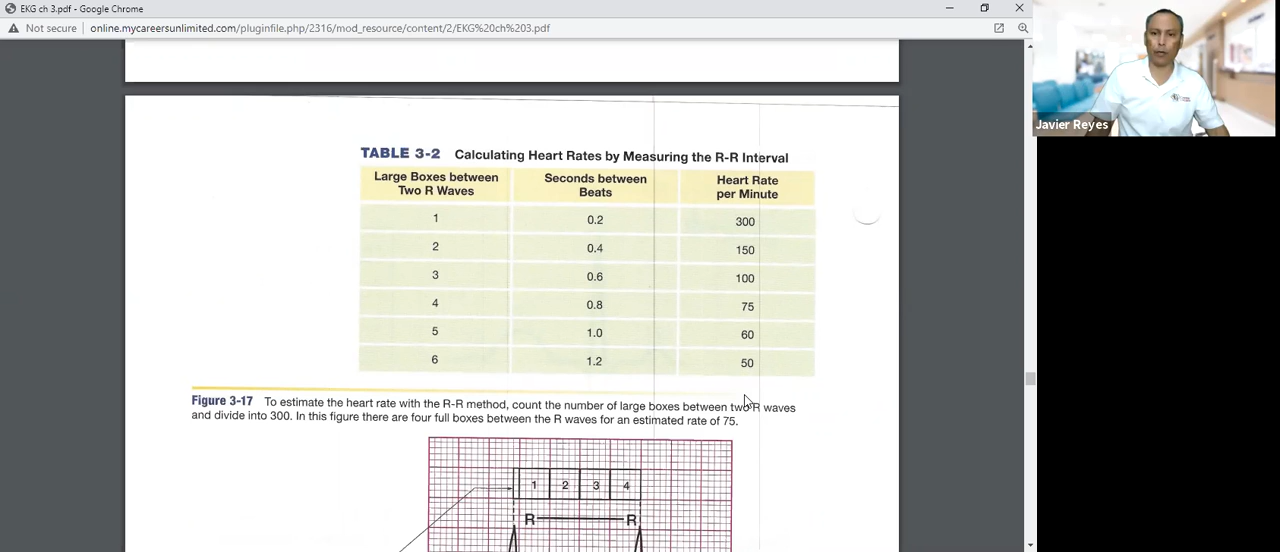 EKG ch 3.pdf - Google Chrome
Not secure
online.mycareersunlimited.com/pluginfile.php/2316/mod_resource/content/2/EKG%20ch%203.pdf
Javier Reyes
TABLE 3-2 Calculating Heart Rates by Measuring the R-R Interval
Large Boxes between
Two R Waves
Seconds between
Beats
Heart Rate
per Minute
1 0.2 300
2 0.4 150
3 0.6 100
4 0.8 75
5 1.0 60
6 1.2 50
Figure 3-17 To estimate the heart rate with the R-R method, count the number of large boxes between two R waves
and divide into 300. In this figure there are four full boxes between the R waves for an estimated rate of 75.
1 2 3 4
R R